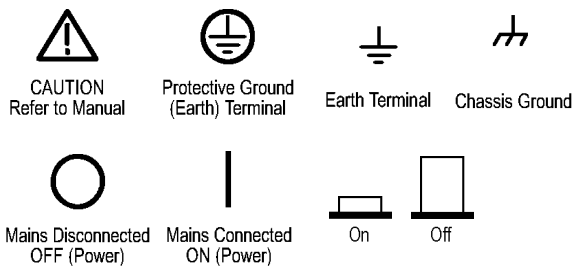 CAUTION
Refer to Manual
Protective Ground
(Earth) Terminal
Earth Terminal
Chassis Ground
Mains Disconnected
OFF (Power)
Mains Connected
ON (Power)
On
Off